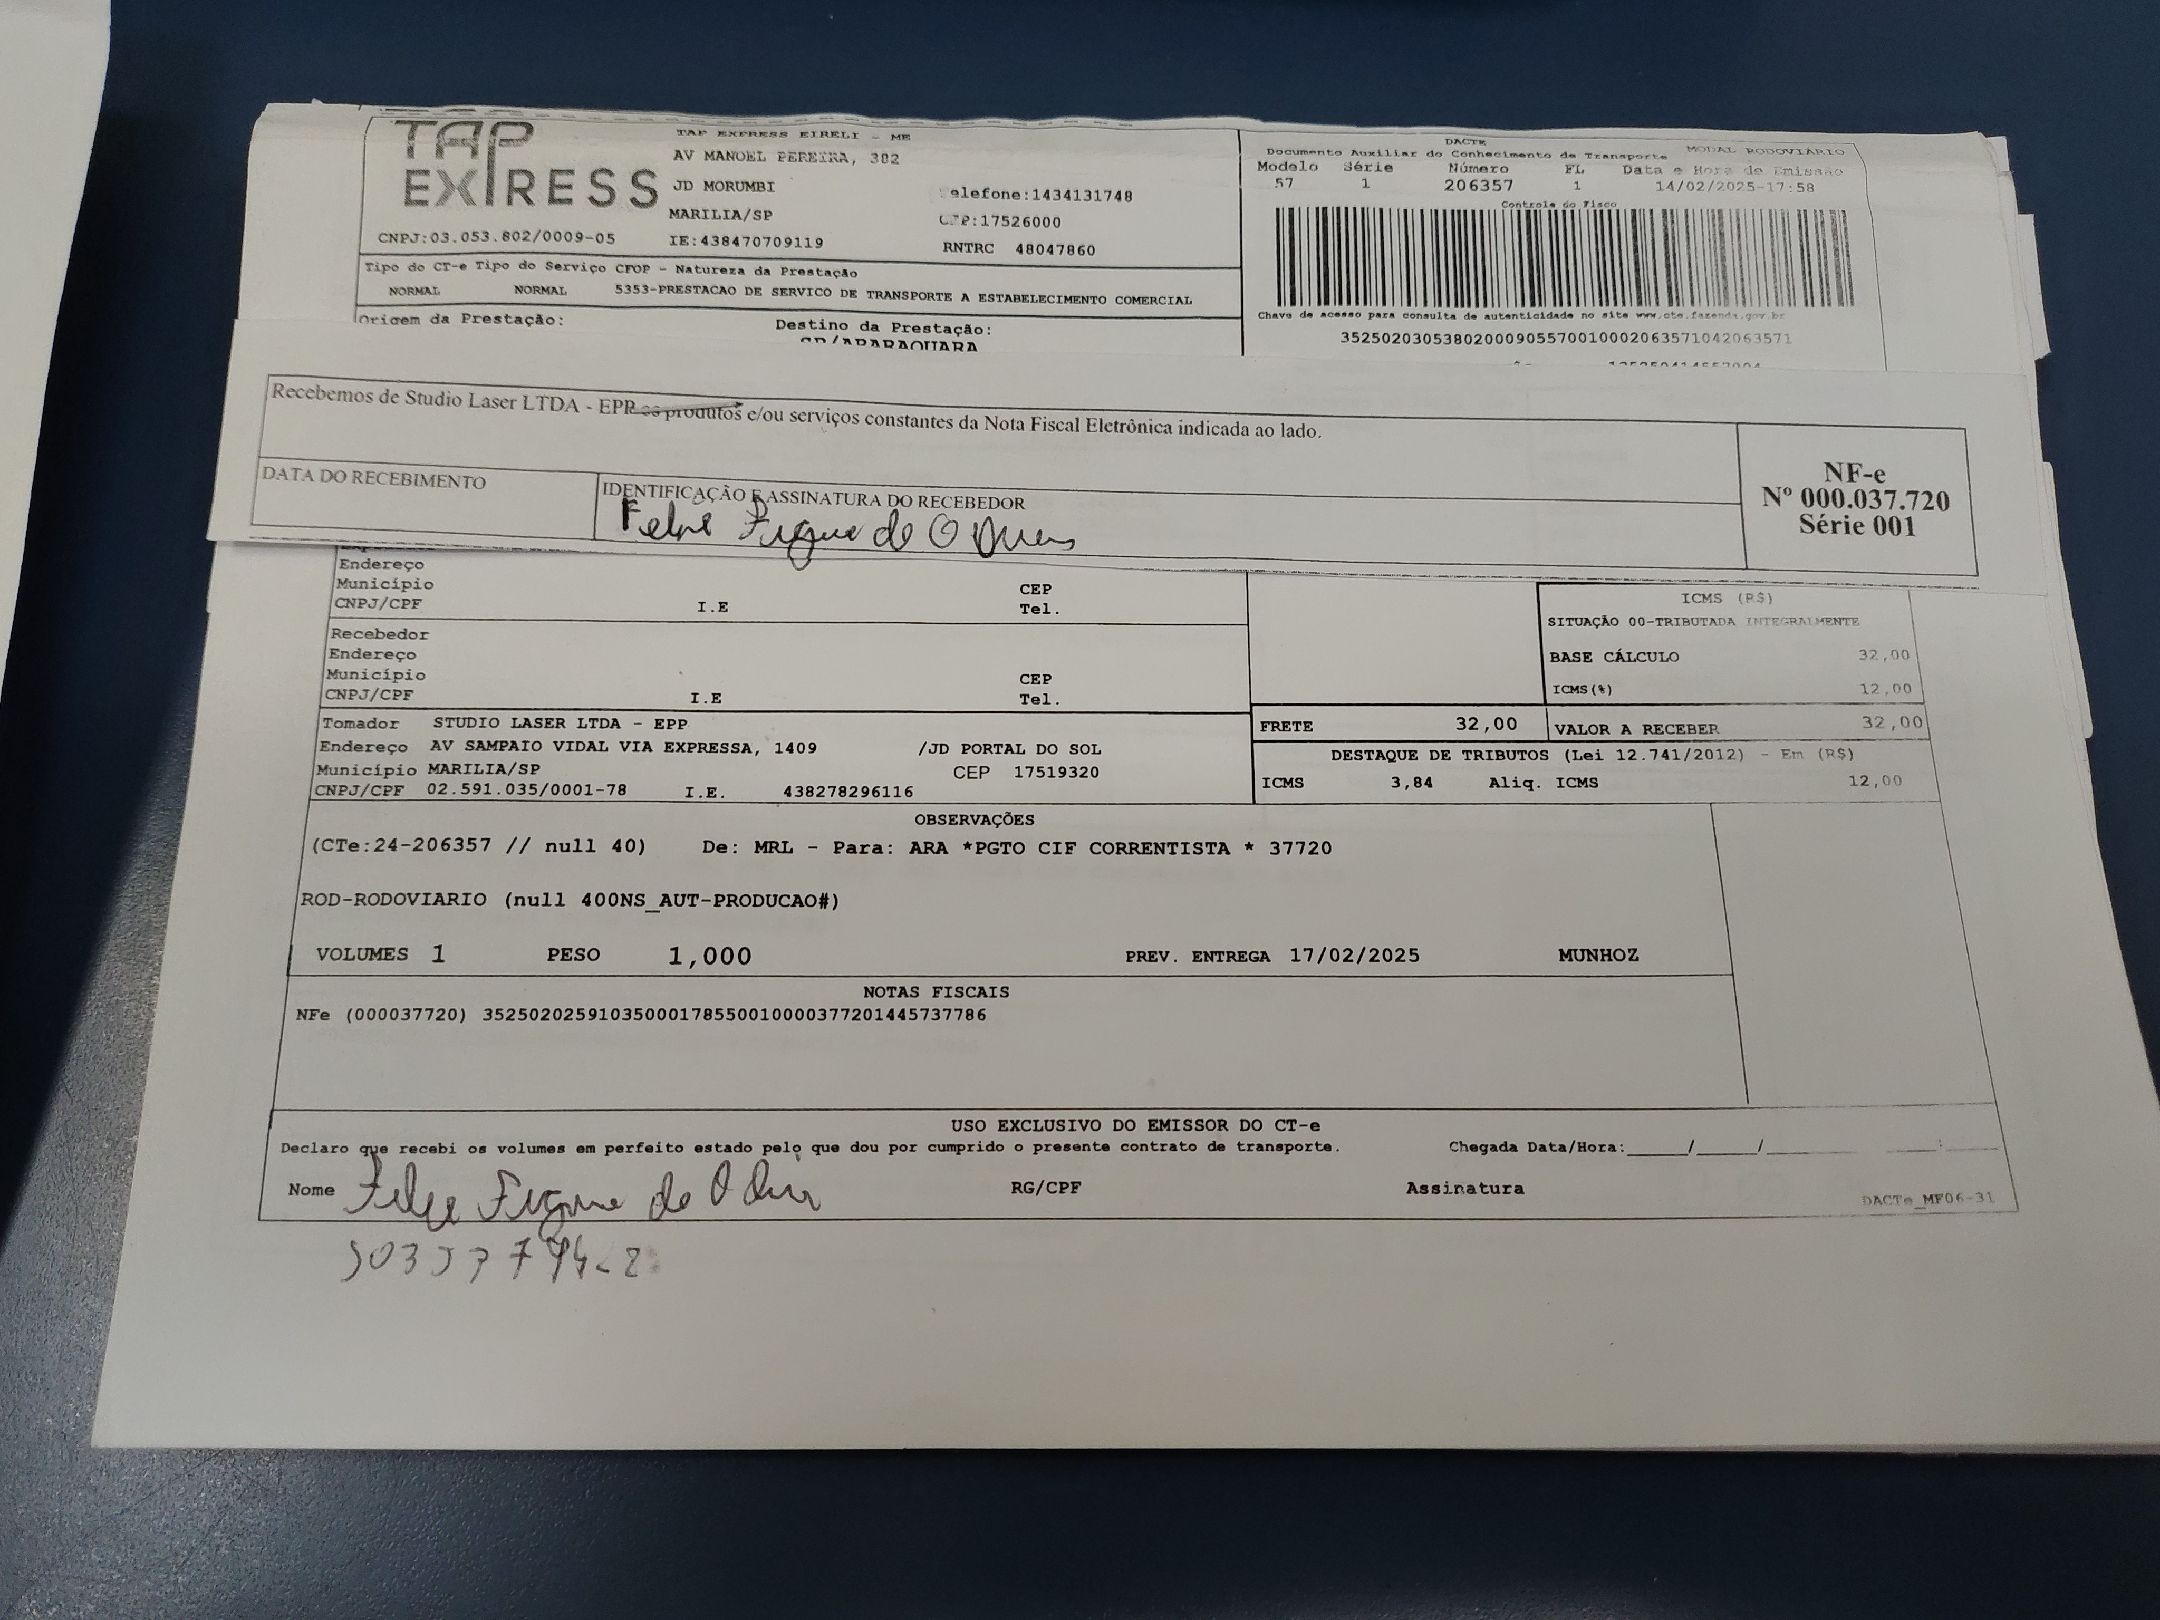 TAP EXPRESS
TAP EXPRESS EIRELI - ME
AV MANOEL PEREIRA, 382
JD MORUMBI
MARILIA/SP
IE:438470709119
elefone:1434131748
CEP:17526000
RNTRC 48047860
CNPJ:03.053.802/0009-05
DACTE
Documento Auxiliar do Conhecimento de Transporte MODAL RODOVIÁRIO
Modelo Série Número FL Data e Hora de Emissão
57 1 206357 1 14/02/2025-17:58
Controle do Fisco
Chave de acesso para consulta de autenticidade no site www.cte.fazenda.gov.br
35250203053802000905570010002063571042063571
Tipo do CT-e Tipo do Serviço CFOP - Natureza da Prestação
NORMAL NORMAL 5353-PRESTACAO DE SERVICO DE TRANSPORTE A ESTABELECIMENTO COMERCIAL
Origem da Prestação: Destino da Prestação:
SP/ARARAQUARA
Recebemos de Studio Laser LTDA - EPP os produtos e/ou serviços constantes da Nota Fiscal Eletrônica indicada ao lado.
DATA DO RECEBIMENTO
IDENTIFICAÇÃO E ASSINATURA DO RECEBEDOR
NF-e
Nº 000.037.720
Série 001
Endereço
Município CEP
CNPJ/CPF I.E Tel.
Recebedor
Endereço
Município CEP
CNPJ/CPF I.E Tel.
Tomador STUDIO LASER LTDA - EPP
Endereço AV SAMPAIO VIDAL VIA EXPRESSA, 1409 /JD PORTAL DO SOL
Município MARILIA/SP CEP 17519320
CNPJ/CPF 02.591.035/0001-78 I.E. 438278296116
ICMS (R$)
SITUAÇÃO 00-TRIBUTADA INTEGRALMENTE
BASE CÁLCULO 32,00
ICMS(%) 12,00
FRETE 32,00 VALOR A RECEBER 32,00
DESTAQUE DE TRIBUTOS (Lei 12.741/2012) - Em (R$)
ICMS 3,84 Aliq. ICMS 12,00
OBSERVAÇÕES
(CTe:24-206357 // null 40) De: MRL - Para: ARA *PGTO CIF CORRENTISTA * 37720
ROD-RODOVIARIO (null 400NS_AUT-PRODUCAO#)
VOLUMES 1 PESO 1,000 PREV. ENTREGA 17/02/2025 MUNHOZ
NOTAS FISCAIS
NFe (000037720) 35250202591035000178550010000377201445737786
USO EXCLUSIVO DO EMISSOR DO CT-e
Declaro que recebi os volumes em perfeito estado pelo que dou por cumprido o presente contrato de transporte. Chegada Data/Hora:_____/_____/_______ ____:____
Nome Felipe RG/CPF Assinatura
DACTe_MF06-31